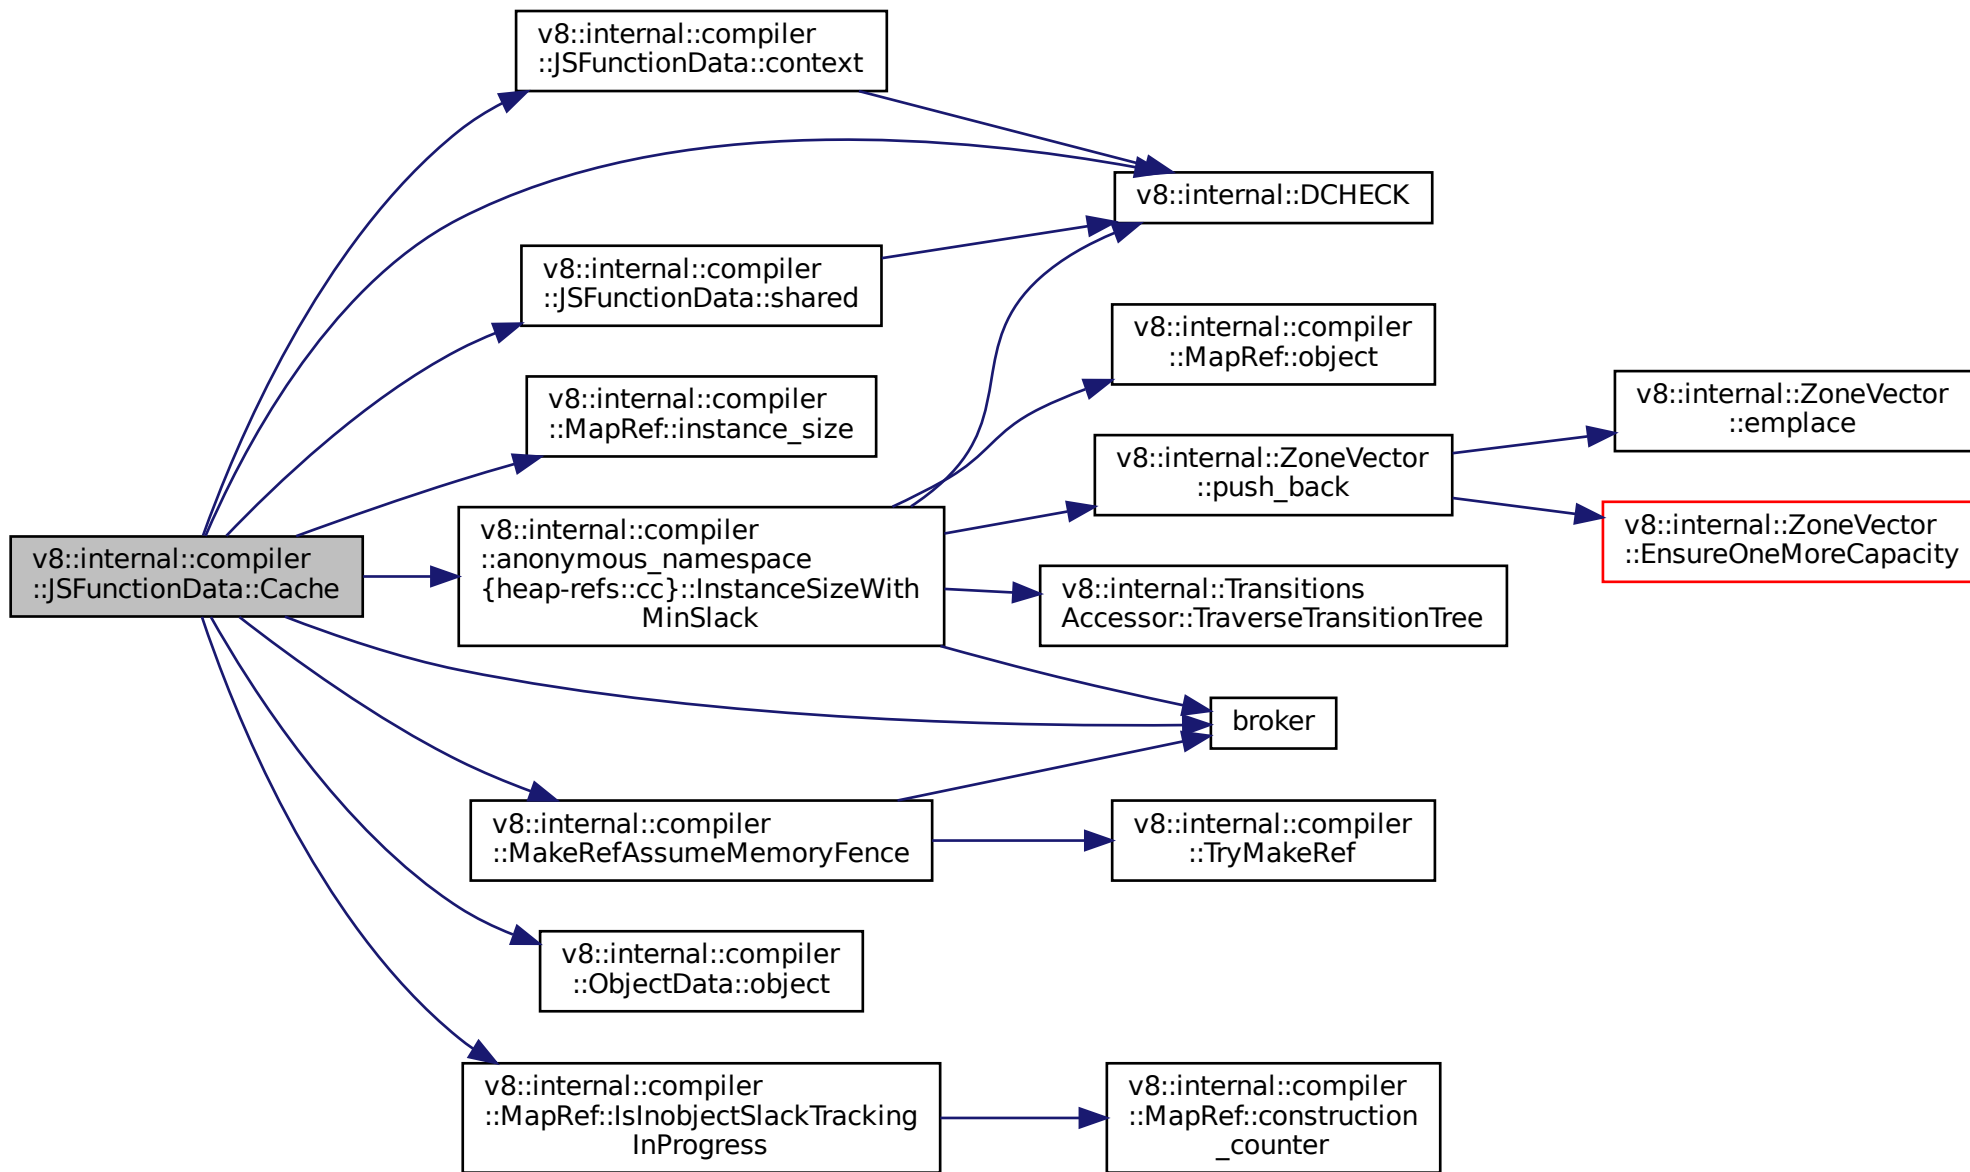 v8::internal::compiler
::JSFunctionData::Cache
v8::internal::compiler
::JSFunctionData::context
v8::internal::DCHECK
v8::internal::compiler
::JSFunctionData::shared
v8::internal::compiler
::MapRef::instance_size
v8::internal::compiler
::anonymous_namespace
{heap-refs::cc}::InstanceSizeWith
MinSlack
v8::internal::compiler
::MapRef::object
v8::internal::ZoneVector
::push_back
v8::internal::ZoneVector
::emplace
v8::internal::ZoneVector
::EnsureOneMoreCapacity
v8::internal::Transitions
Accessor::TraverseTransitionTree
broker
v8::internal::compiler
::MakeRefAssumeMemoryFence
v8::internal::compiler
::TryMakeRef
v8::internal::compiler
::ObjectData::object
v8::internal::compiler
::MapRef::IsInobjectSlackTracking
InProgress
v8::internal::compiler
::MapRef::construction
_counter